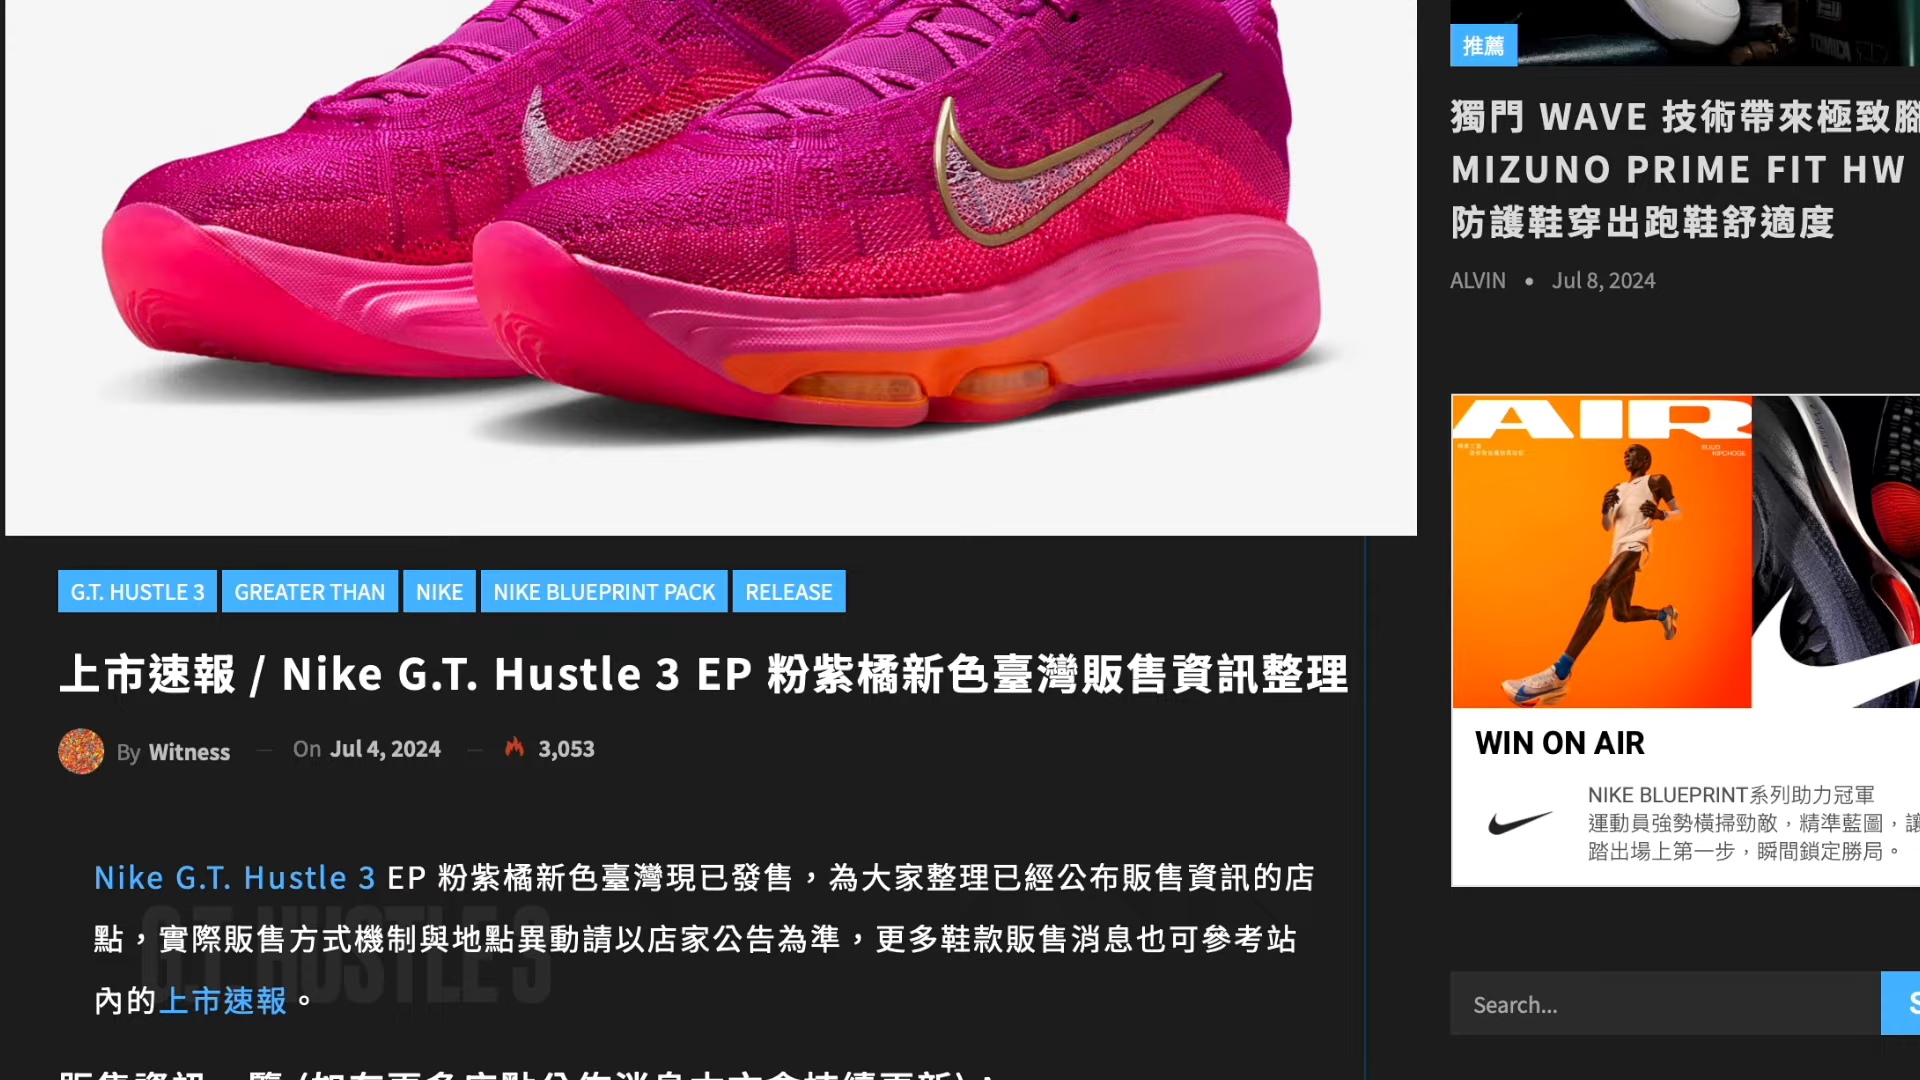 G.T. HUSTLE 3
GREATER THAN
NIKE
NIKE BLUEPRINT PACK
RELEASE
上市速報 / Nike G.T. Hustle 3 EP 粉紫橘新色臺灣販售資訊整理
By Witness — On Jul 4, 2024 — 3,053
Nike G.T. Hustle 3 EP 粉紫橘新色臺灣現已發售，為大家整理已經公布販售資訊的店
點，實際販售方式機制與地點異動請以店家公告為準，更多鞋款販售消息也可參考站
內的上市速報。
G.T. HUSTLE 3
推薦
獨門 WAVE 技術帶來極致腳
MIZUNO PRIME FIT HW
防護鞋穿出跑鞋舒適度
ALVIN • Jul 8, 2024
AIR
WIN ON AIR
NIKE BLUEPRINT系列助力冠軍
運動員強勢橫掃勁敵，精準藍圖，讓
踏出場上第一步，瞬間鎖定勝局。
Search...